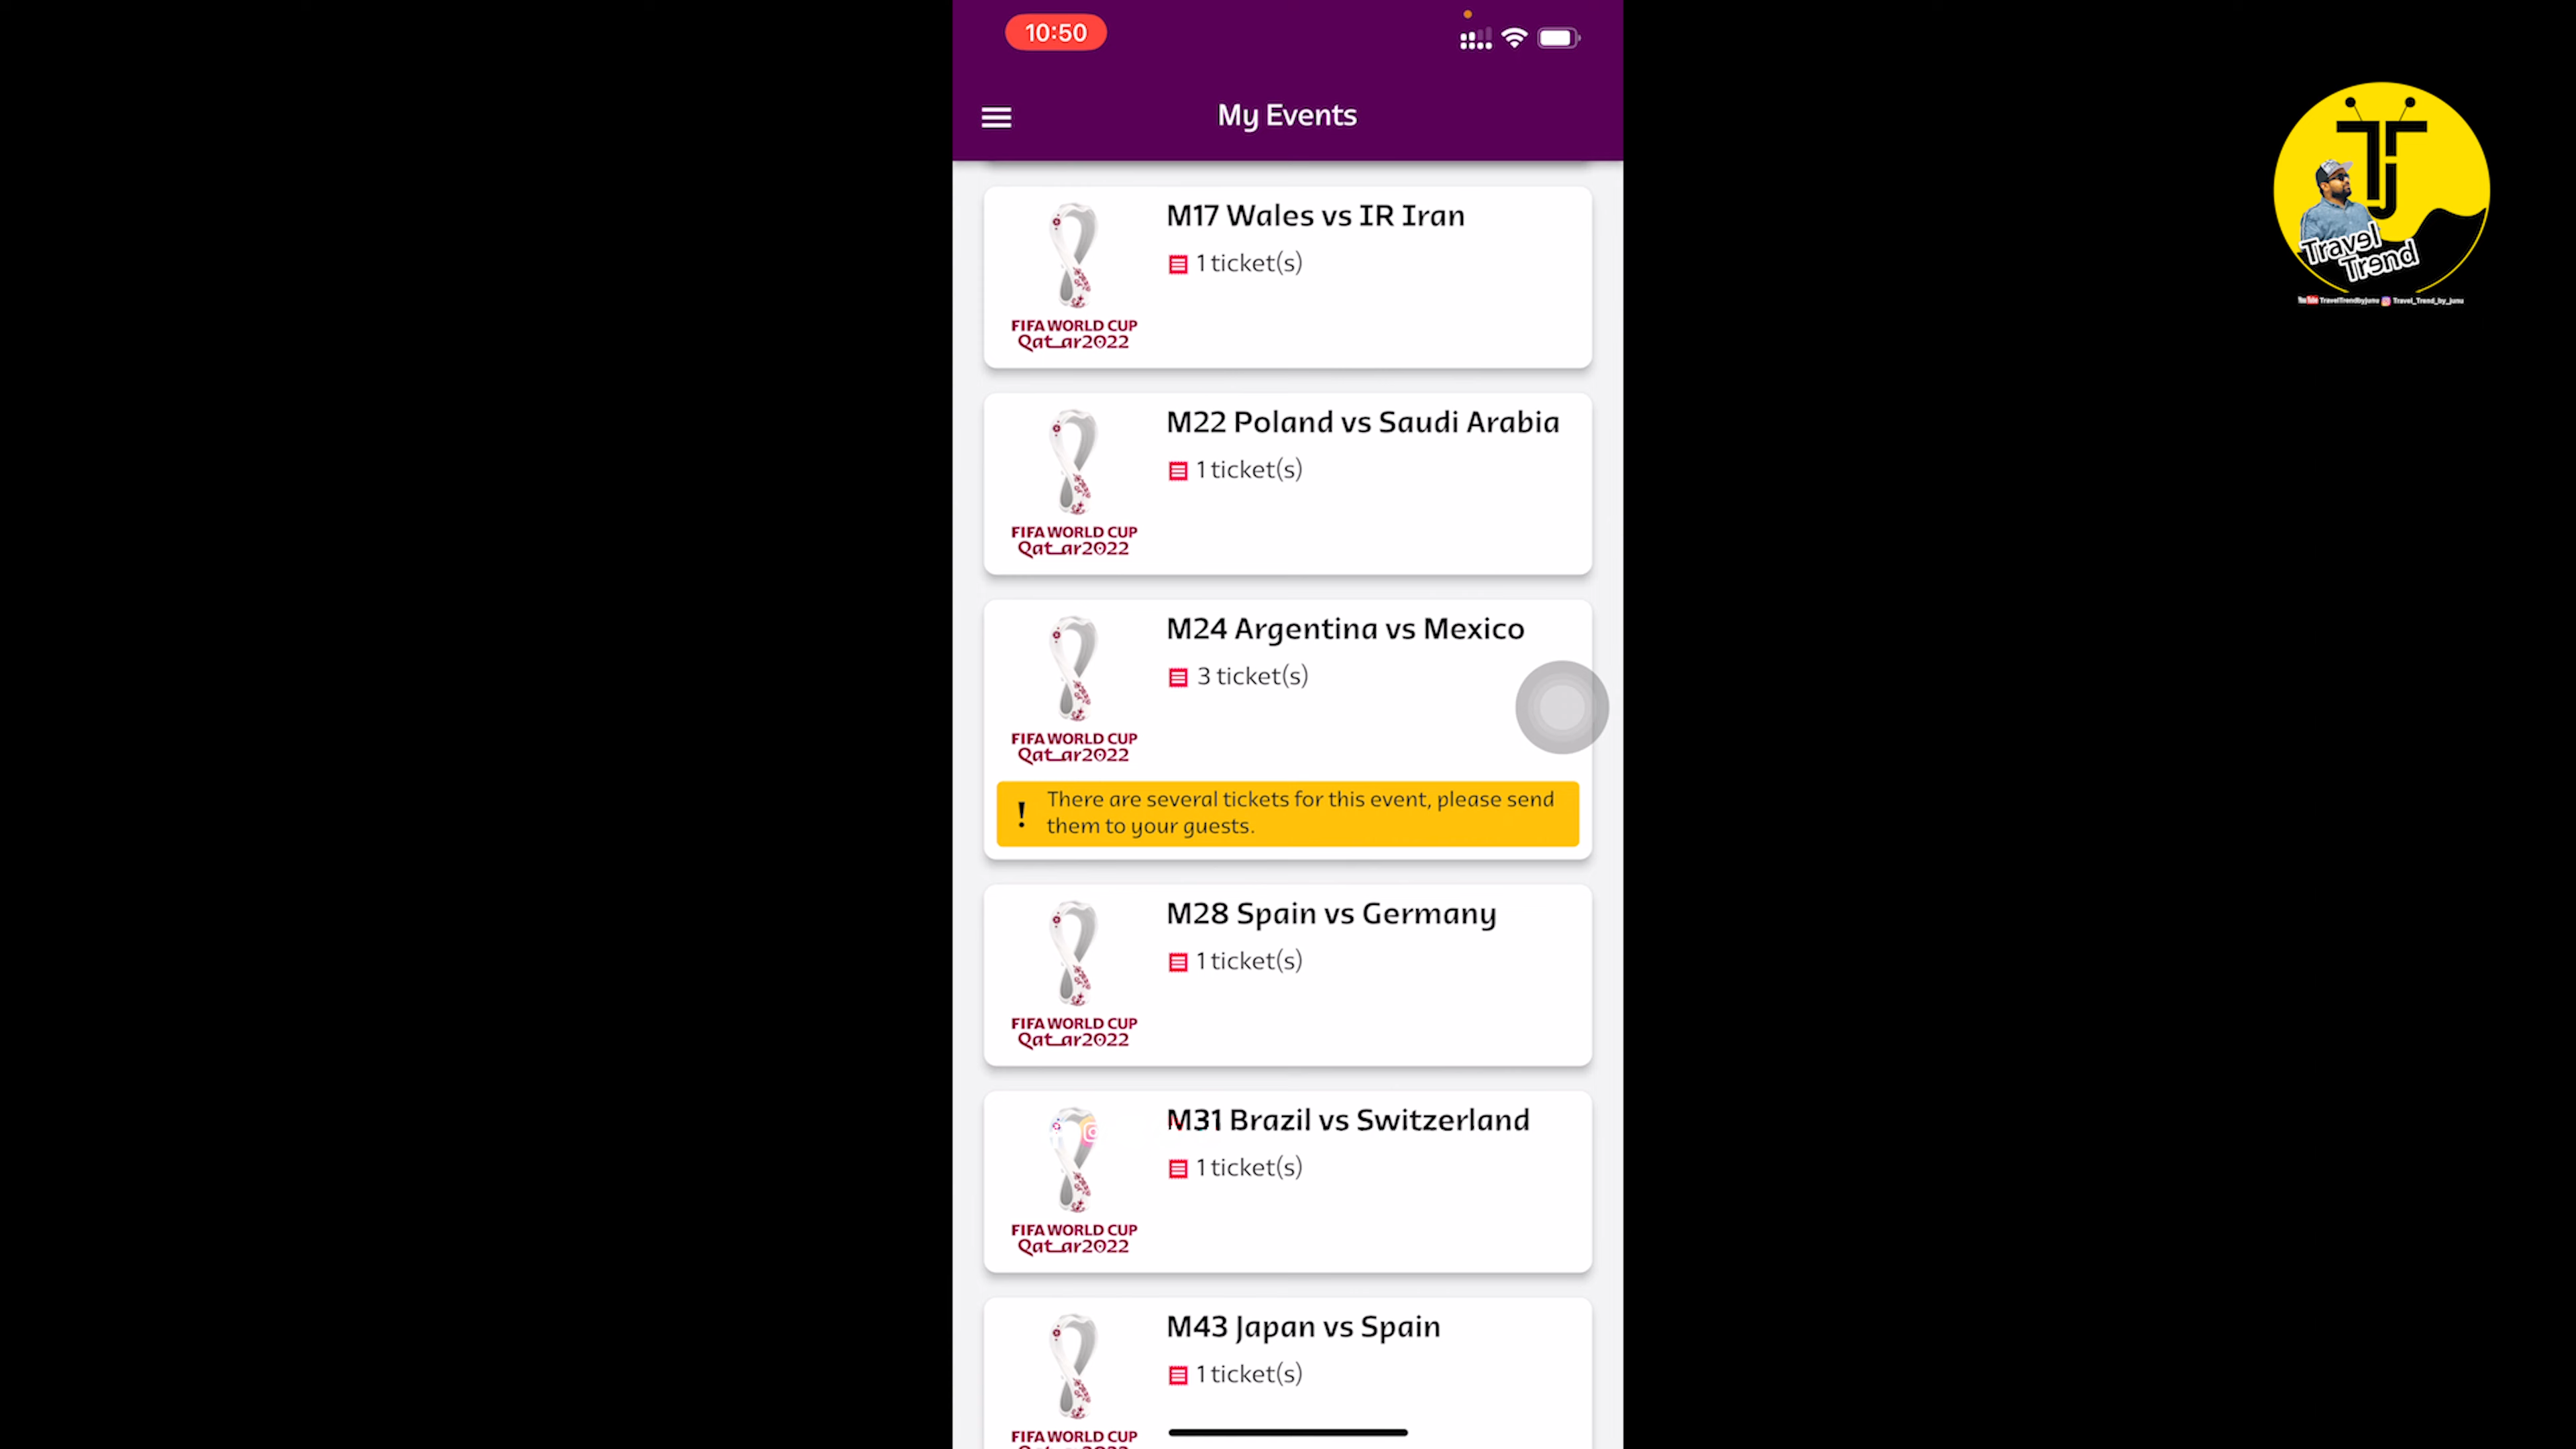 10:50
My Events
M17 Wales vs IR Iran
1 ticket(s)
FIFA WORLD CUP
Qatar2022
M22 Poland vs Saudi Arabia
1 ticket(s)
FIFA WORLD CUP
Qatar2022
M24 Argentina vs Mexico
3 ticket(s)
FIFA WORLD CUP
Qatar2022
! There are several tickets for this event, please send
them to your guests.
M28 Spain vs Germany
1 ticket(s)
FIFA WORLD CUP
Qatar2022
M31 Brazil vs Switzerland
1 ticket(s)
FIFA WORLD CUP
Qatar2022
M43 Japan vs Spain
1 ticket(s)
FIFA WORLD CUP
TJ
Travel
Trend
YouTube TravelTrendbyjunu Travel_Trend_by_junu